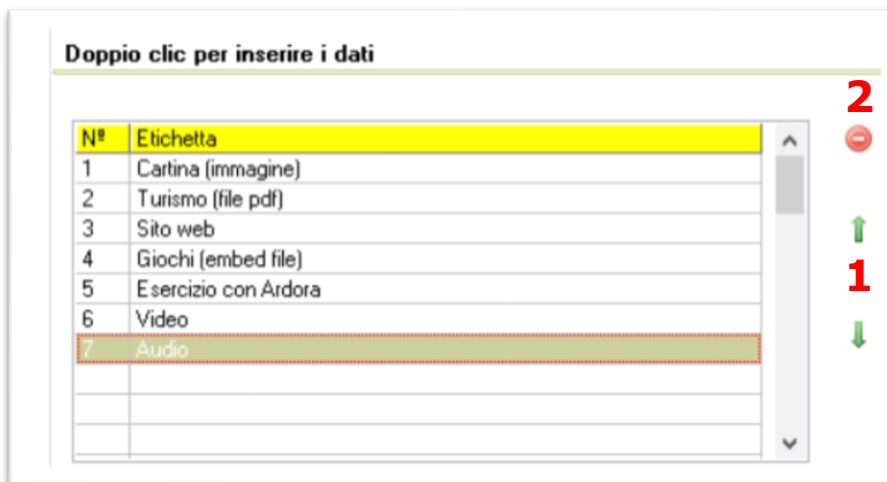 Doppio clic per inserire i dati
2
Nº Etichetta
1 Cartina (immagine)
2 Turismo (file pdf)
3 Sito web
4 Giochi (embed file)
1
5 Esercizio con Ardora
6 Video
7 Audio